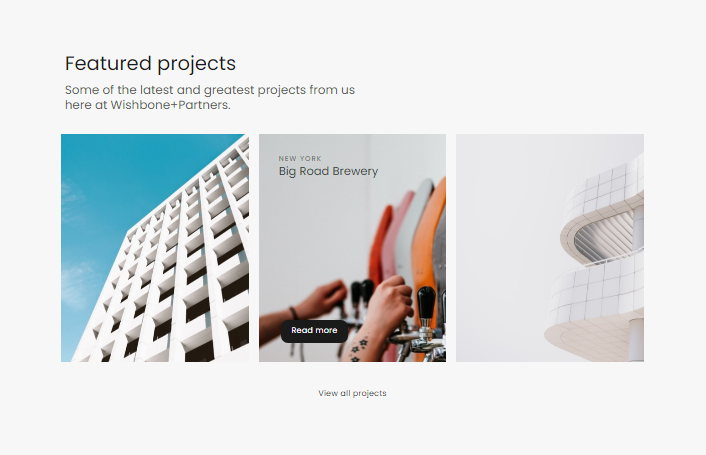 Featured projects
Some of the latest and greatest projects from us
here at Wishbone+Partners.
NEW YORK
Big Road Brewery
Read more
View all projects